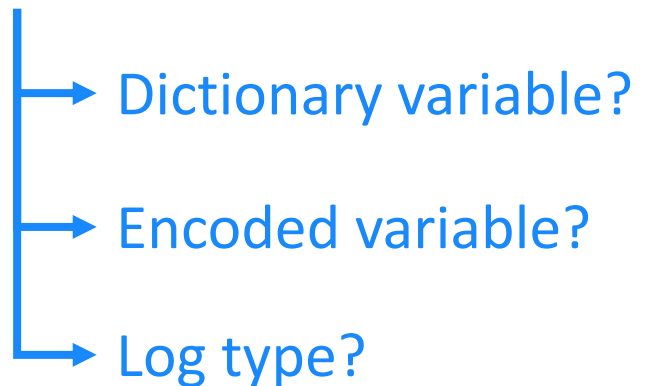 Dictionary variable?
Encoded variable?
Log type?